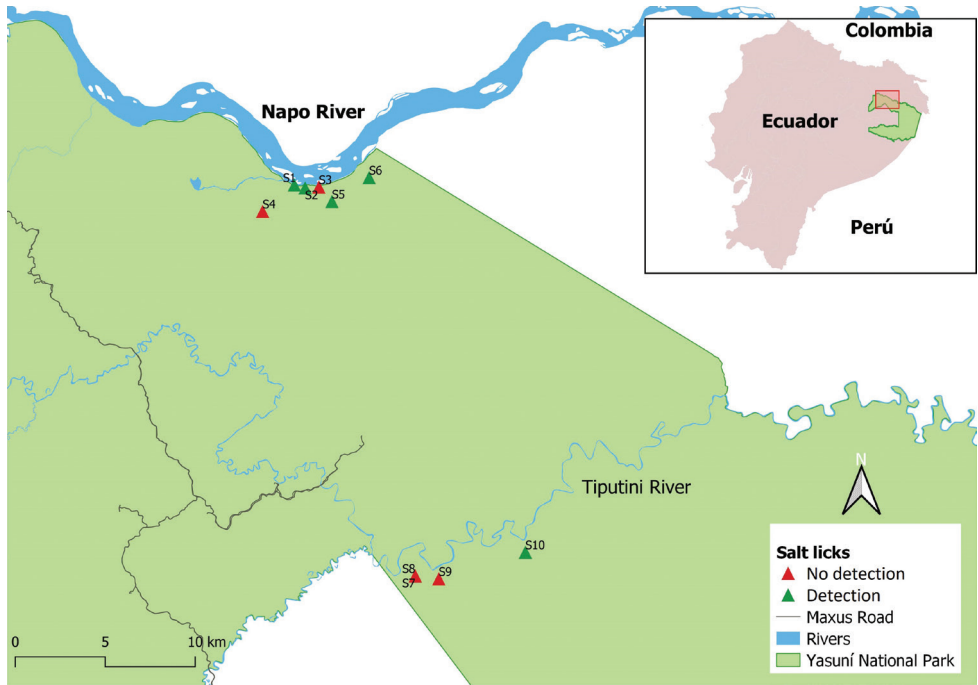 Colombia
Napo River
Ecuador
Perú
S1
S2
S3
S6
S5
S4
Tiputini River
N
S10
S8
S7
S9
Salt licks
No detection
Detection
Maxus Road
Rivers
Yasuní National Park
0 5 10 km